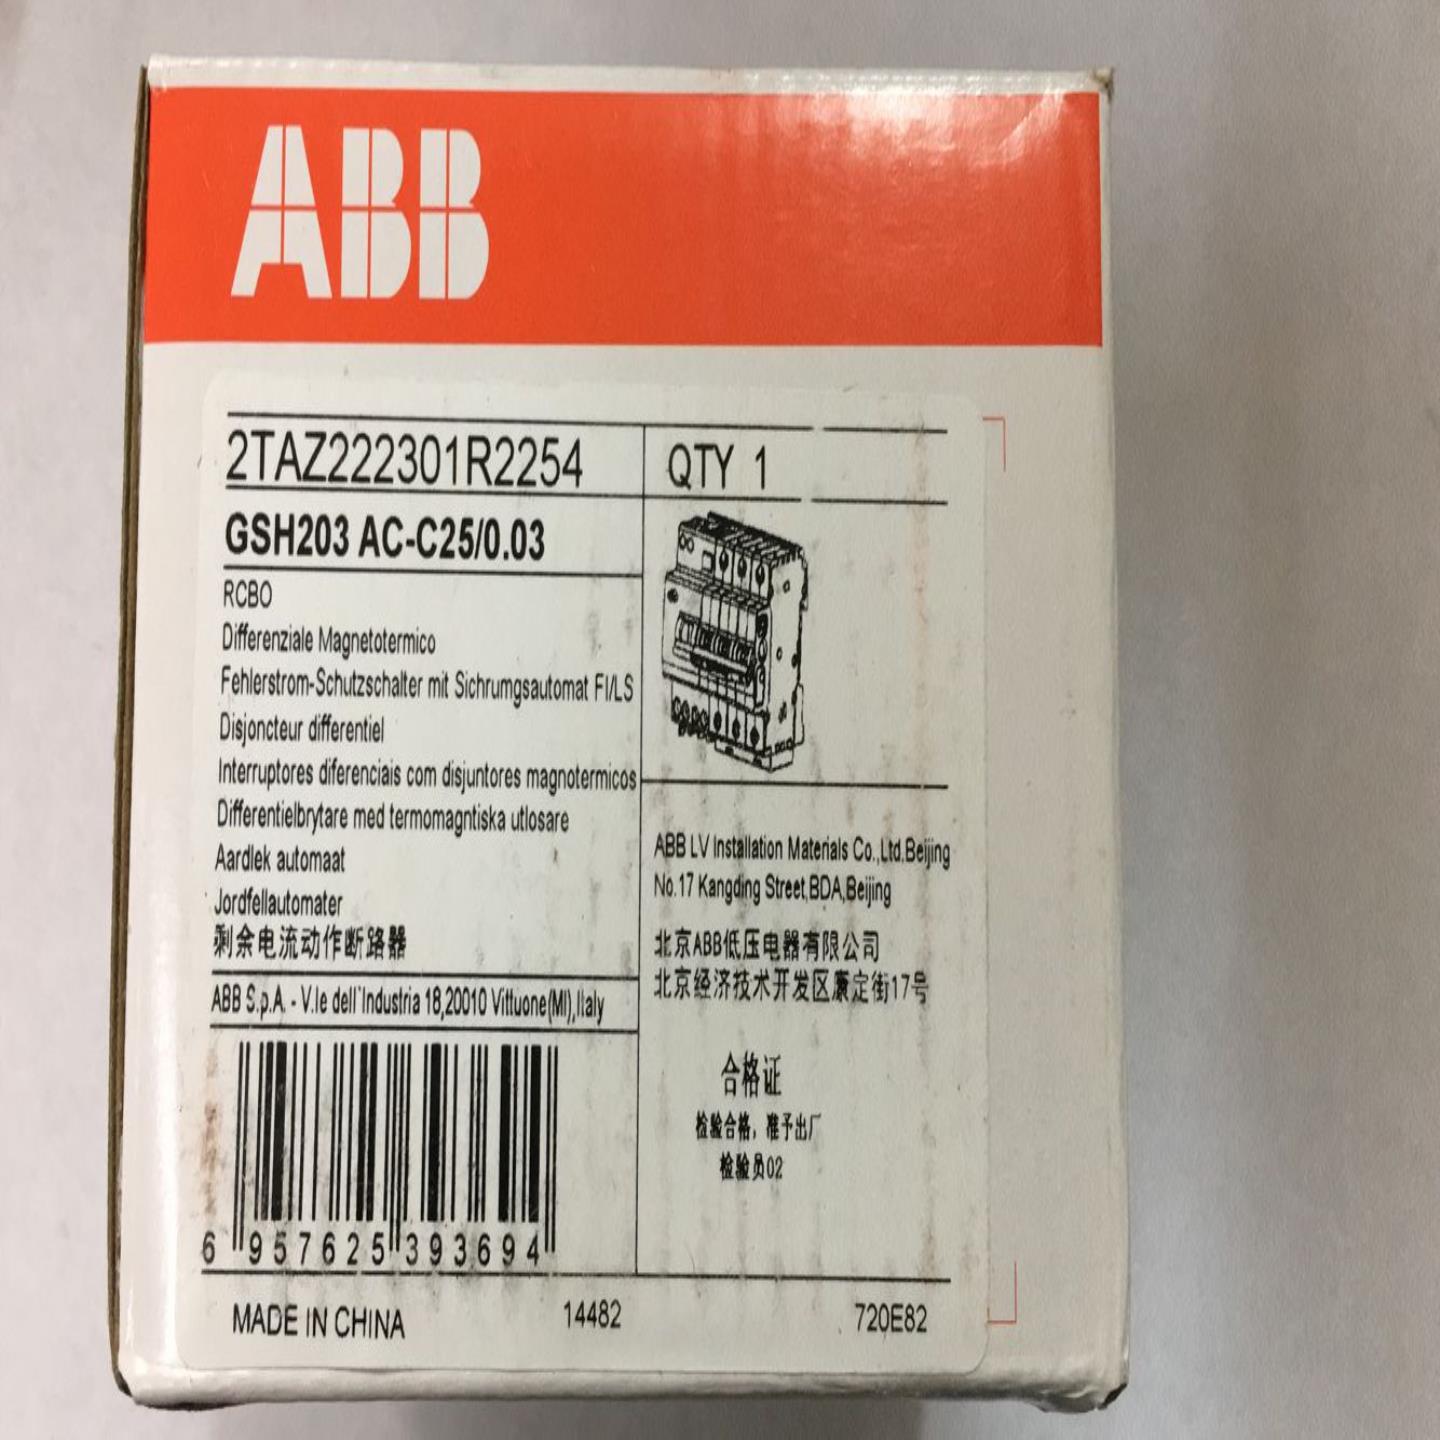 ABB
2TAZ222301R2254
QTY 1
GSH203 AC-C25/0.03
RCBO
Differenziale Magnetotermico
Fehlerstrom-Schutzschalter mit Sichrumgsautomat FI/LS
Disjoncteur differentiel
Interruptores diferenciais com disjuntores magnotermicos
Differentielbrytare med termomagntiska utlosare
Aardlek automaat
Jordfellautomater
剩余电流动作断路器
ABB S.p.A. - V.le dell`Industria 18,20010 Vittuone(MI),Italy
6 957625 393694
ABB LV Installation Materials Co.,Ltd.Beijing
No.17 Kangding Street,BDA,Beijing
北京ABB低压电器有限公司
北京经济技术开发区康定街17号
合格证
检验合格，准予出厂
检验员02
MADE IN CHINA
14482
720E82